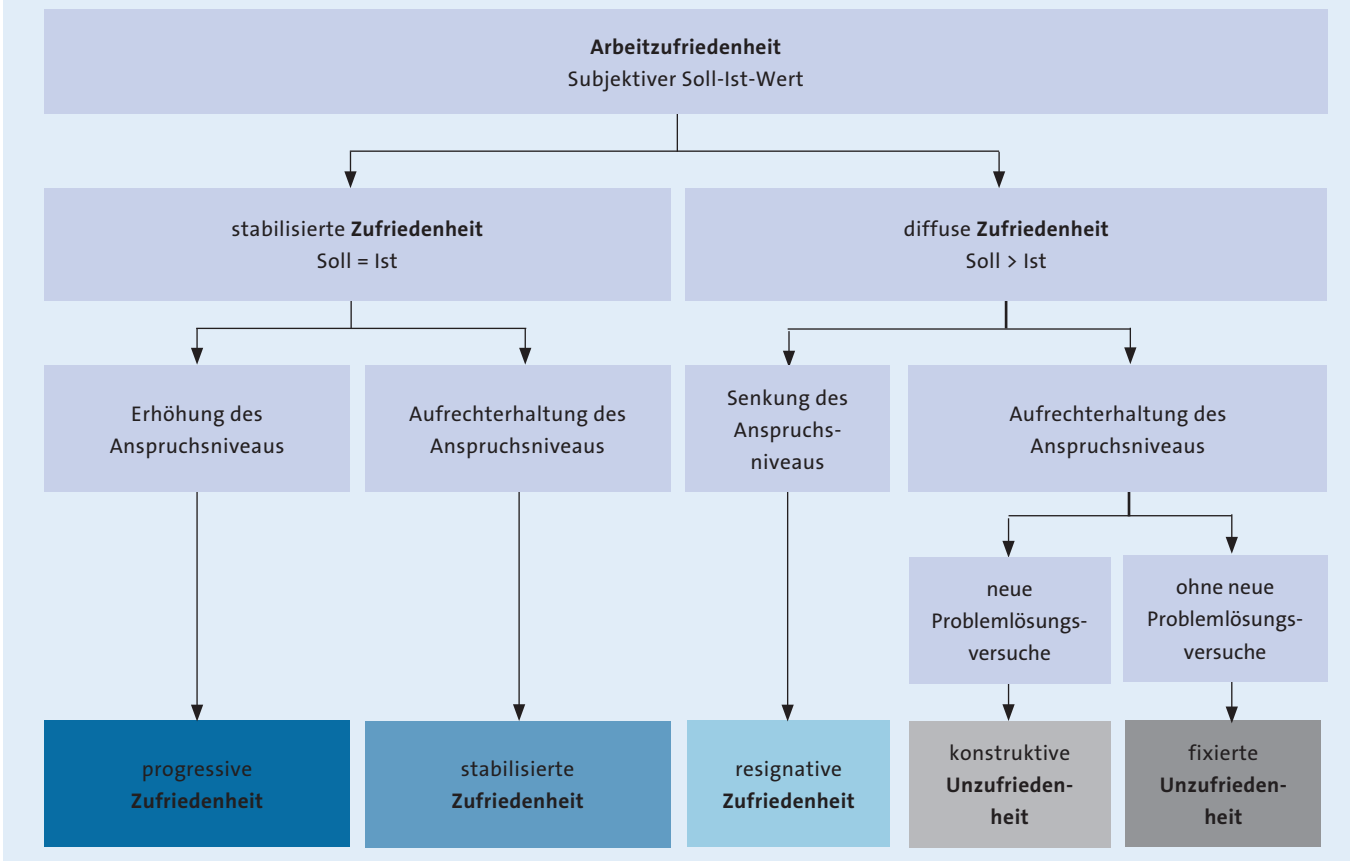 Arbeitzufriedenheit
Subjektiver Soll-Ist-Wert
stabilisierte Zufriedenheit
Soll = Ist
diffuse Zufriedenheit
Soll > Ist
Erhöhung des
Anspruchsniveaus
Aufrechterhaltung des
Anspruchsniveaus
Senkung des
Anspruchs-
niveaus
Aufrechterhaltung des
Anspruchsniveaus
neue
Problemlösungs-
versuche
ohne neue
Problemlösungs-
versuche
progressive
Zufriedenheit
stabilisierte
Zufriedenheit
resignative
Zufriedenheit
konstruktive
Unzufrieden-
heit
fixierte
Unzufrieden-
heit